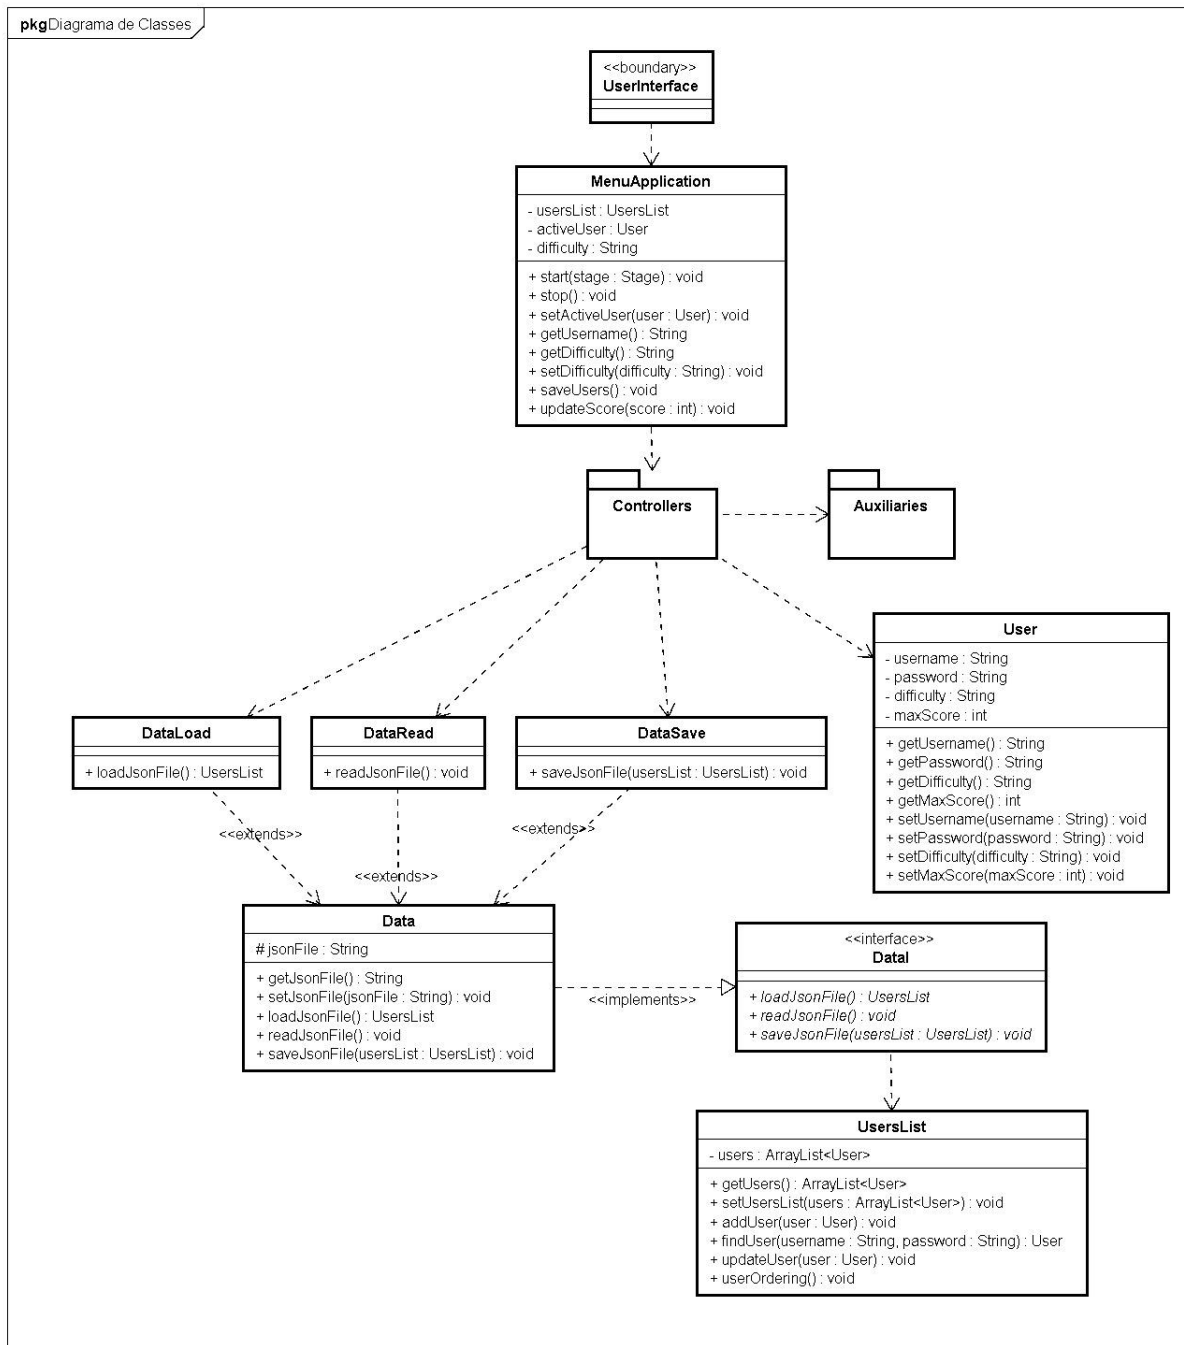 pkg Diagrama de Classes
<<boundary>>
UserInterface
MenuApplication
- usersList : UsersList
- activeUser : User
- difficulty : String
+ start(stage : Stage) : void
+ stop() : void
+ setActiveUser(user : User) : void
+ getUsername() : String
+ getDifficulty() : String
+ setDifficulty(difficulty : String) : void
+ saveUsers() : void
+ updateScore(score : int) : void
Controllers
Auxiliaries
User
- username : String
- password : String
- difficulty : String
- maxScore : int
+ getUsername() : String
+ getPassword() : String
+ getDifficulty() : String
+ getMaxScore() : int
+ setUsername(username : String) : void
+ setPassword(password : String) : void
+ setDifficulty(difficulty : String) : void
+ setMaxScore(maxScore : int) : void
DataLoad
+ loadJsonFile() : UsersList
DataRead
+ readJsonFile() : void
DataSave
+ saveJsonFile(usersList : UsersList) : void
<<extends>>
<<extends>>
<<extends>>
Data
# jsonFile : String
+ getJsonFile() : String
+ setJsonFile(jsonFile : String) : void
+ loadJsonFile() : UsersList
+ readJsonFile() : void
+ saveJsonFile(usersList : UsersList) : void
<<implements>>
<<interface>>
DataI
+ loadJsonFile() : UsersList
+ readJsonFile() : void
+ saveJsonFile(usersList : UsersList) : void
UsersList
- users : ArrayList<User>
+ getUsers() : ArrayList<User>
+ setUsersList(users : ArrayList<User>) : void
+ addUser(user : User) : void
+ findUser(username : String, password : String) : User
+ updateUser(user : User) : void
+ userOrdering() : void